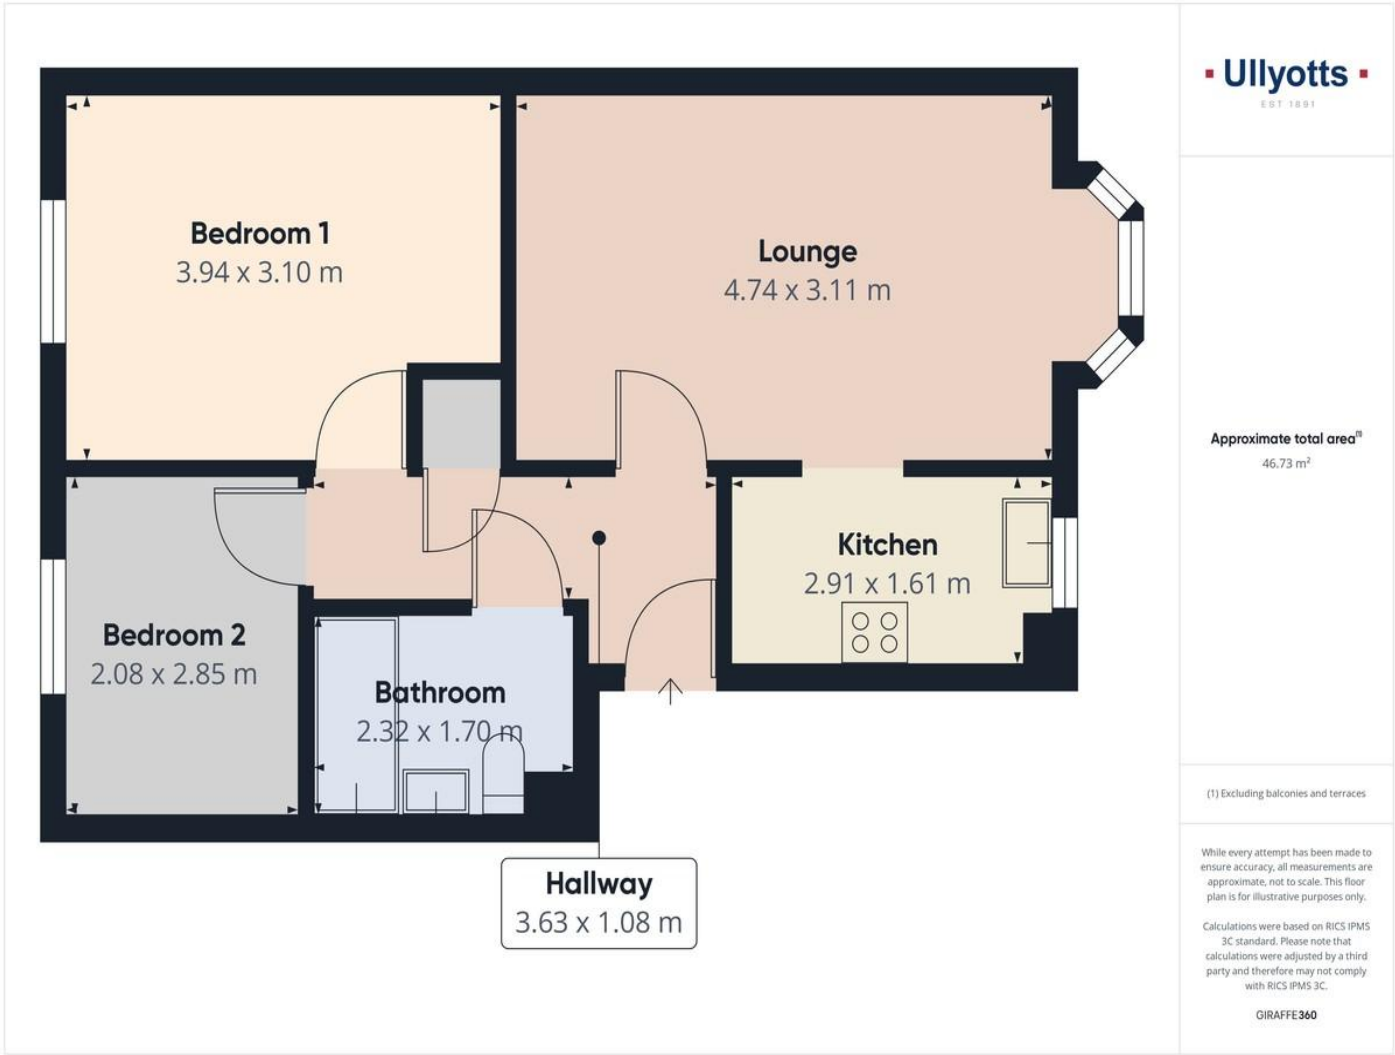 Bedroom 1
3.94 x 3.10 m
Lounge
4.74 x 3.11 m
Kitchen
2.91 x 1.61 m
Bedroom 2
2.08 x 2.85 m
Bathroom
2.32 x 1.70 m
Hallway
3.63 x 1.08 m
Ullyotts
EST 1891
Approximate total area(1)
46.73 m²
(1) Excluding balconies and terraces
While every attempt has been made to
ensure accuracy, all measurements are
approximate, not to scale. This floor
plan is for illustrative purposes only.
Calculations were based on RICS IPMS
3C standard. Please note that
calculations were adjusted by a third
party and therefore may not comply
with RICS IPMS 3C.
GIRAFFE360